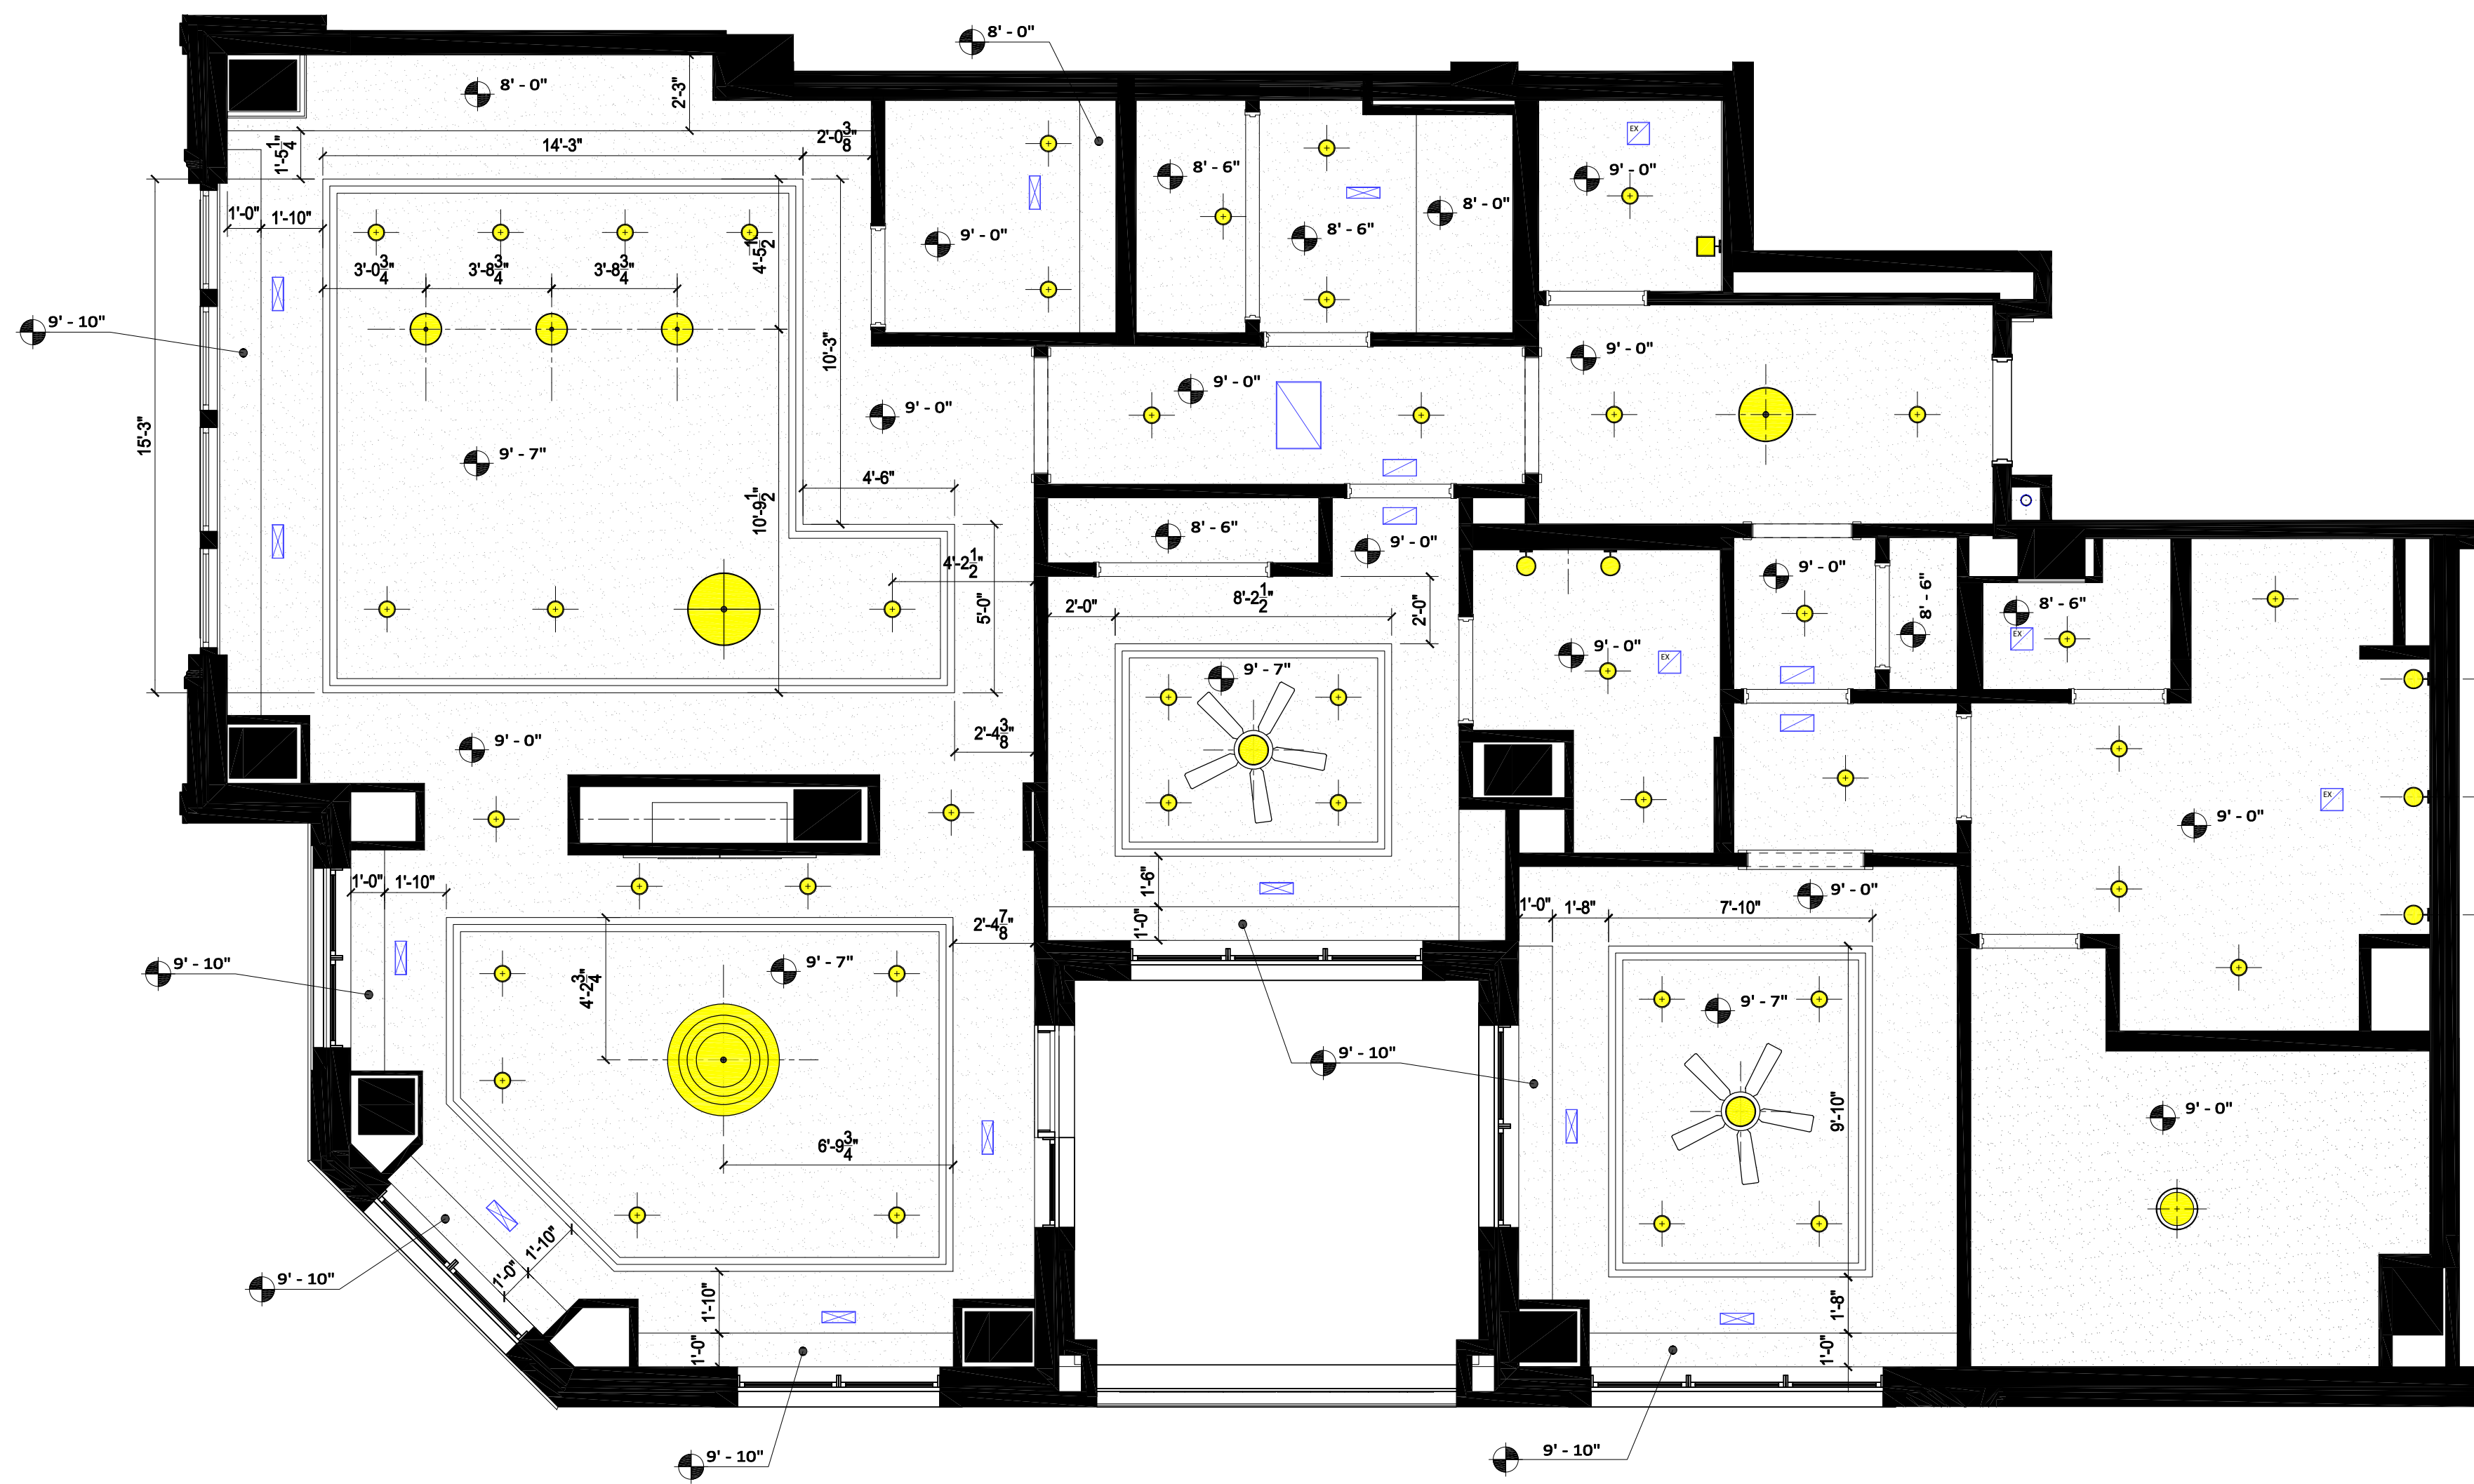 8' - 0"
8' - 0"
2'-3"
1'-5 1/4"
14'-3"
2'-0 3/8"
8' - 6"
8' - 6"
8' - 0"
EX
9' - 0"
9' - 0"
1'-0"
1'-10"
4'-5 1/2"
3'-0 3/4"
3'-8 3/4"
3'-8 3/4"
9' - 10"
15'-3"
10'-3"
9' - 0"
9' - 0"
9' - 0"
9' - 7"
4'-6"
10'-9 1/2"
4'-2 1/2"
5'-0"
8' - 6"
9' - 0"
2'-0"
8'-2 1/2"
2'-0"
9' - 0"
8' - 6"
8' - 6"
EX
9' - 0"
EX
9' - 7"
9' - 0"
2'-4 3/8"
EX
9' - 0"
1'-0"
1'-10"
1'-6"
1'-0"
9' - 0"
1'-0"
1'-8"
7'-10"
2'-4 7/8"
9' - 10"
4'-2 3/4"
9' - 7"
9' - 7"
9' - 10"
9'-10"
9' - 0"
6'-9 3/4"
1'-10"
1'-0"
9' - 10"
1'-10"
1'-0"
1'-8"
1'-0"
9' - 10"
9' - 10"